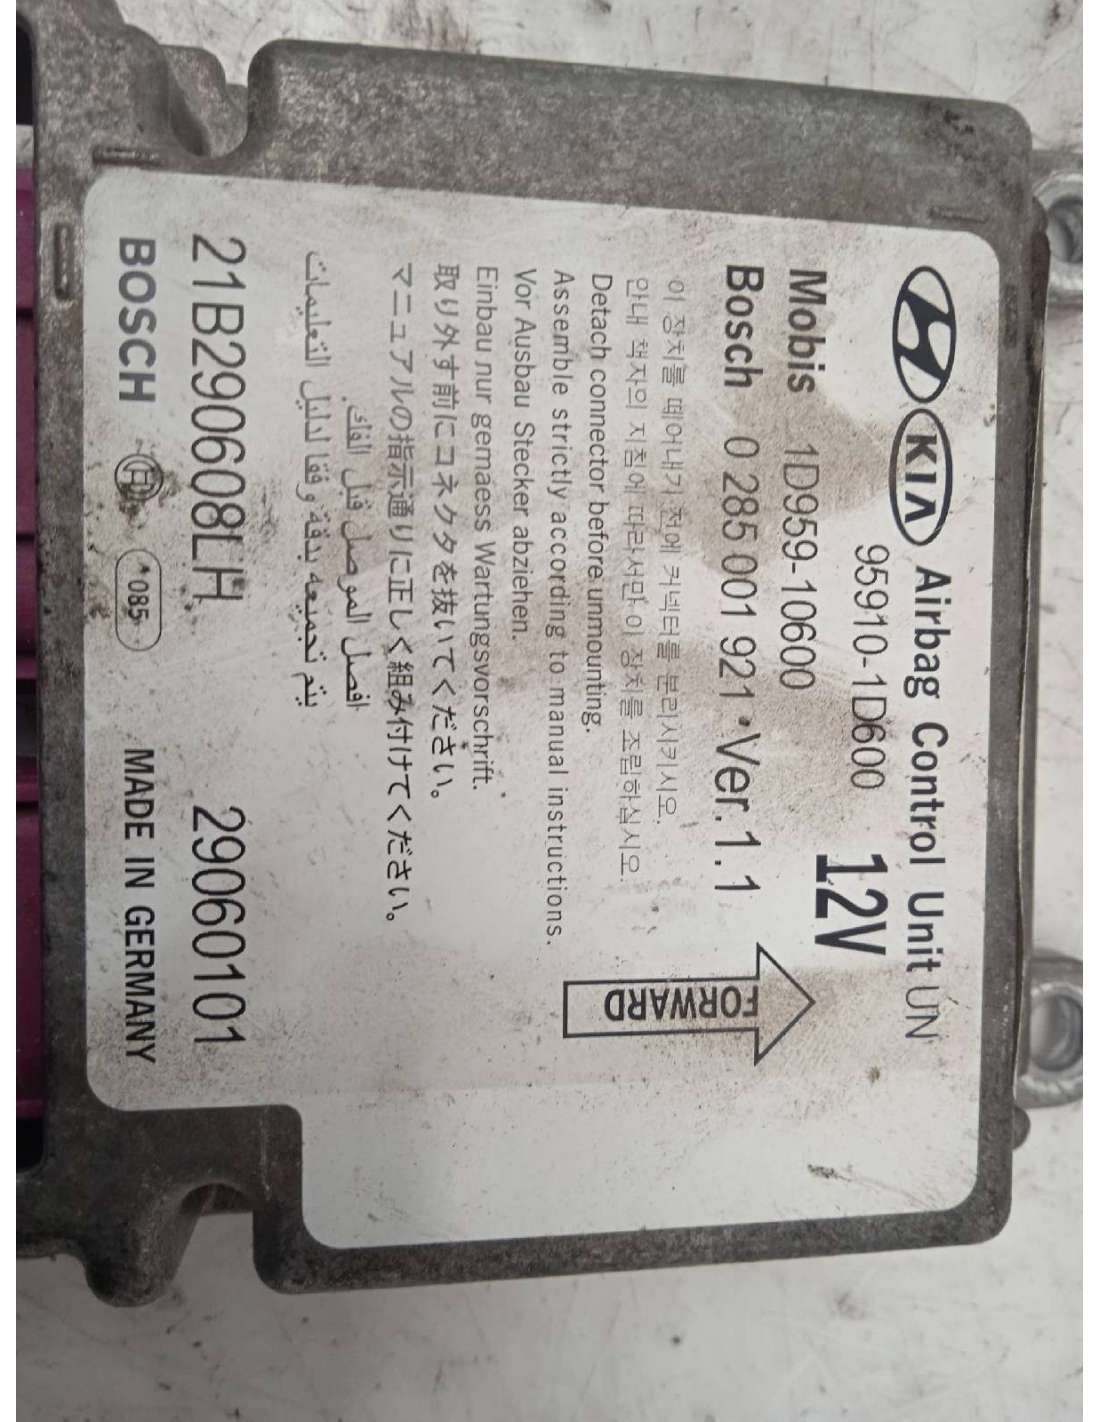 KIA Airbag Control Unit UN
95910-1D600
12V
Mobis 1D959-10600
Bosch 0 285 001 921 • Ver.1.1
FORWARD
이 장치를 떼어내기 전에 커넥터를 분리시키시오.
안내 책자의 지침에 따라서만 이 장치를 조립하십시오.
Detach connector before unmounting.
Assemble strictly according to manual instructions.
Vor Ausbau Stecker abziehen.
Einbau nur gemaess Wartungsvorschrift.
取り外す前にコネクタを抜いてください。
マニュアルの指示通りに正しく組み付けてください。
افصل الموصل قبل الفك.
يتم تجميعه بدقة وفقا لدليل التعليمات
21B290608LH 29060101
BOSCH H *085 MADE IN GERMANY